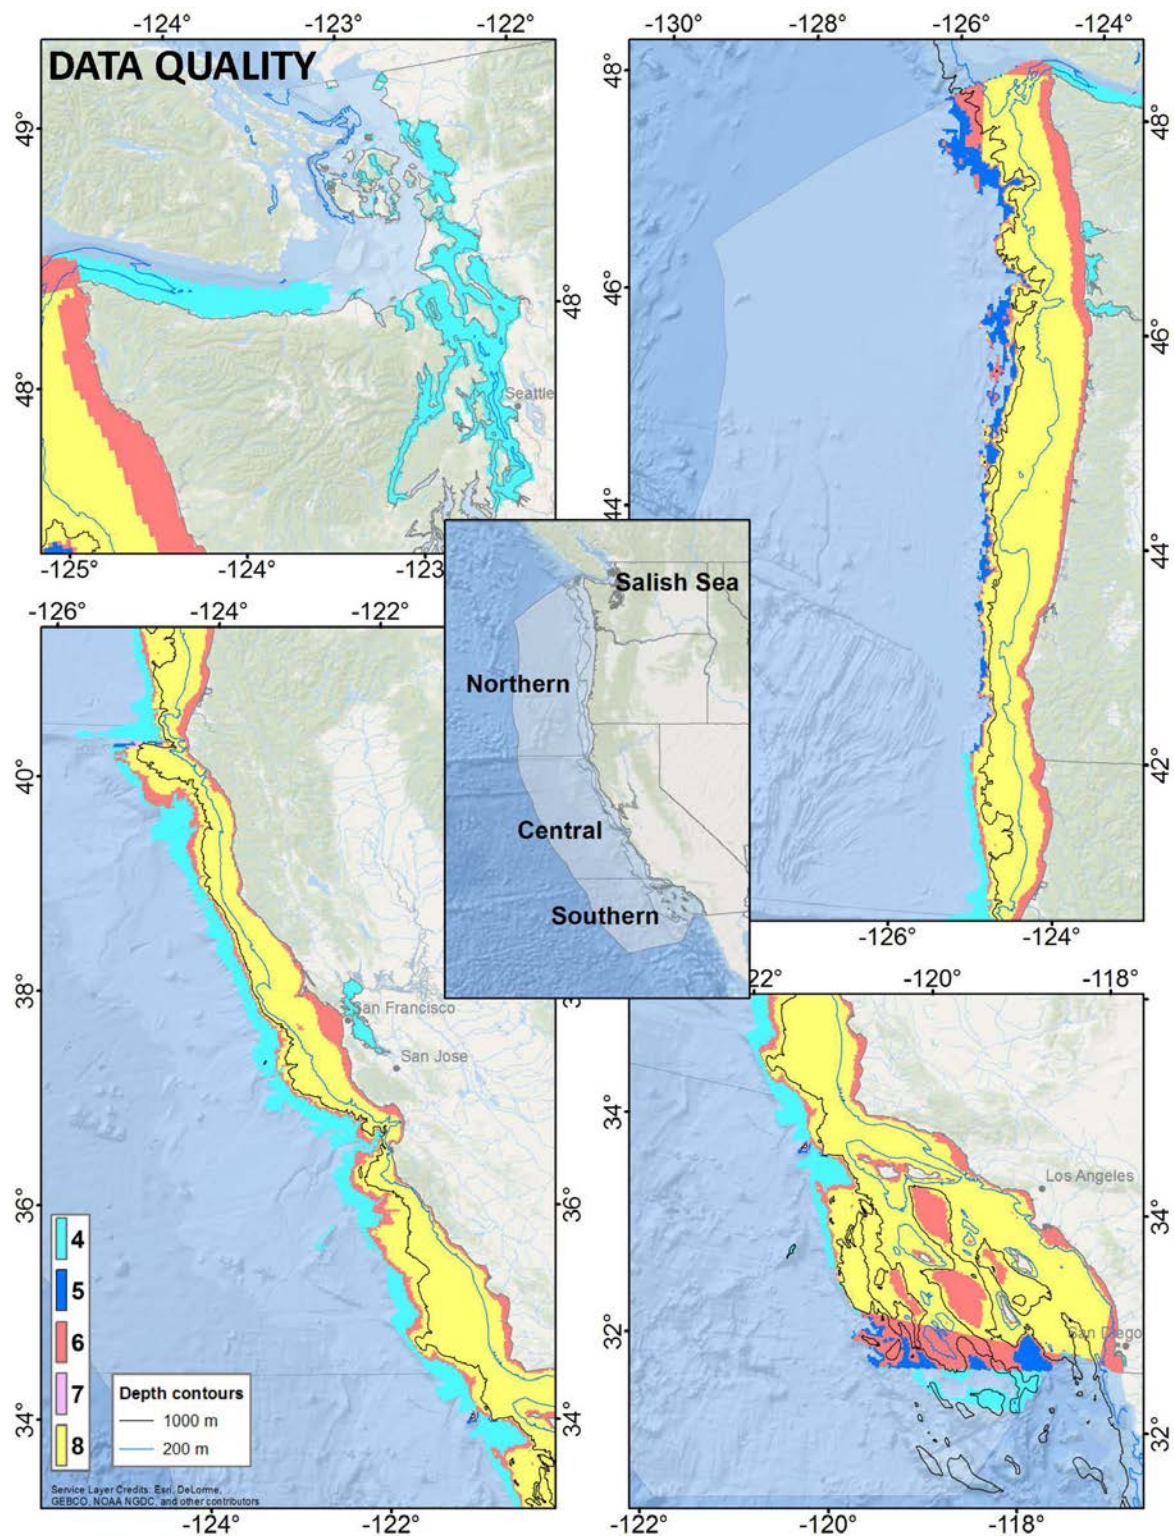 -124° -123° -122°
DATA QUALITY
49°
48°
48°
Seattle
-125° -124° -123
-130° -128° -126° -124°
48°
48°
46°
46°
44°
44°
42°
-126° -124°
Salish Sea
Northern
Central
Southern
-126° -124° -122°
40°
38°
San Francisco
San Jose
36°
36°
34°
34°
4
5
6
7
8
Depth contours
1000 m
200 m
Service Layer Credits: Esri, DeLorme,
GEBCO, NOAA NGDC, and other contributors
-124° -122°
22° -120° -118°
34°
34°
Los Angeles
32°
San Diego
32°
-122° -120° -118°